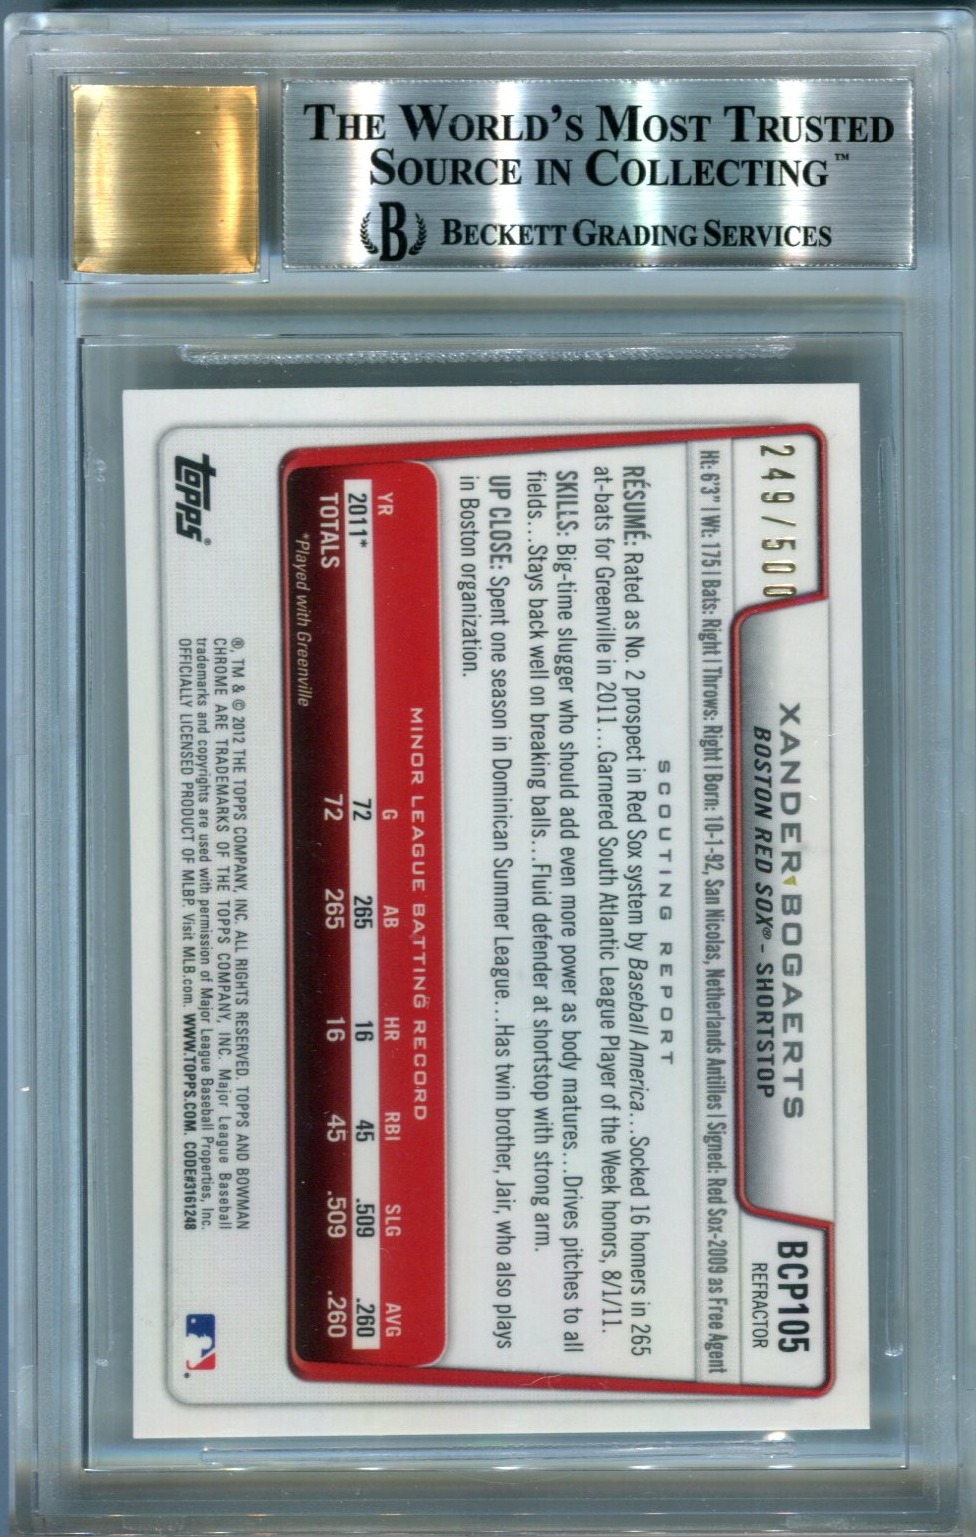 THE WORLD'S MOST TRUSTED
SOURCE IN COLLECTING™
B BECKETT GRADING SERVICES
249/500
XANDER BOGAERTS
BOSTON RED SOX® - SHORTSTOP
BCP105
REFRACTOR
Ht: 6'3" | Wt: 175 | Bats: Right | Throws: Right | Born: 10-1-92, San Nicolas, Netherlands Antilles | Signed: Red Sox-2009 as Free Agent
SCOUTING REPORT
RÉSUMÉ: Rated as No. 2 prospect in Red Sox system by Baseball America...Socked 16 homers in 265
at-bats for Greenville in 2011...Garnered South Atlantic League Player of the Week honors, 8/1/11.
SKILLS: Big-time slugger who should add even more power as body matures...Drives pitches to all
fields...Stays back well on breaking balls...Fluid defender at shortstop with strong arm.
UP CLOSE: Spent one season in Dominican Summer League...Has twin brother, Jair, who also plays
in Boston organization.
MINOR LEAGUE BATTING RECORD
YR G AB HR RBI SLG AVG
2011* 72 265 16 45 .509 .260
TOTALS 72 265 16 45 .509 .260
*Played with Greenville
topps®
®, TM & © 2012 THE TOPPS COMPANY, INC. ALL RIGHTS RESERVED. TOPPS AND BOWMAN
CHROME ARE TRADEMARKS OF THE TOPPS COMPANY, INC. Major League Baseball
trademarks and copyrights are used with permission of Major League Baseball Properties, Inc.
OFFICIALLY LICENSED PRODUCT OF MLBP. Visit MLB.com. WWW.TOPPS.COM. CODE#3161248